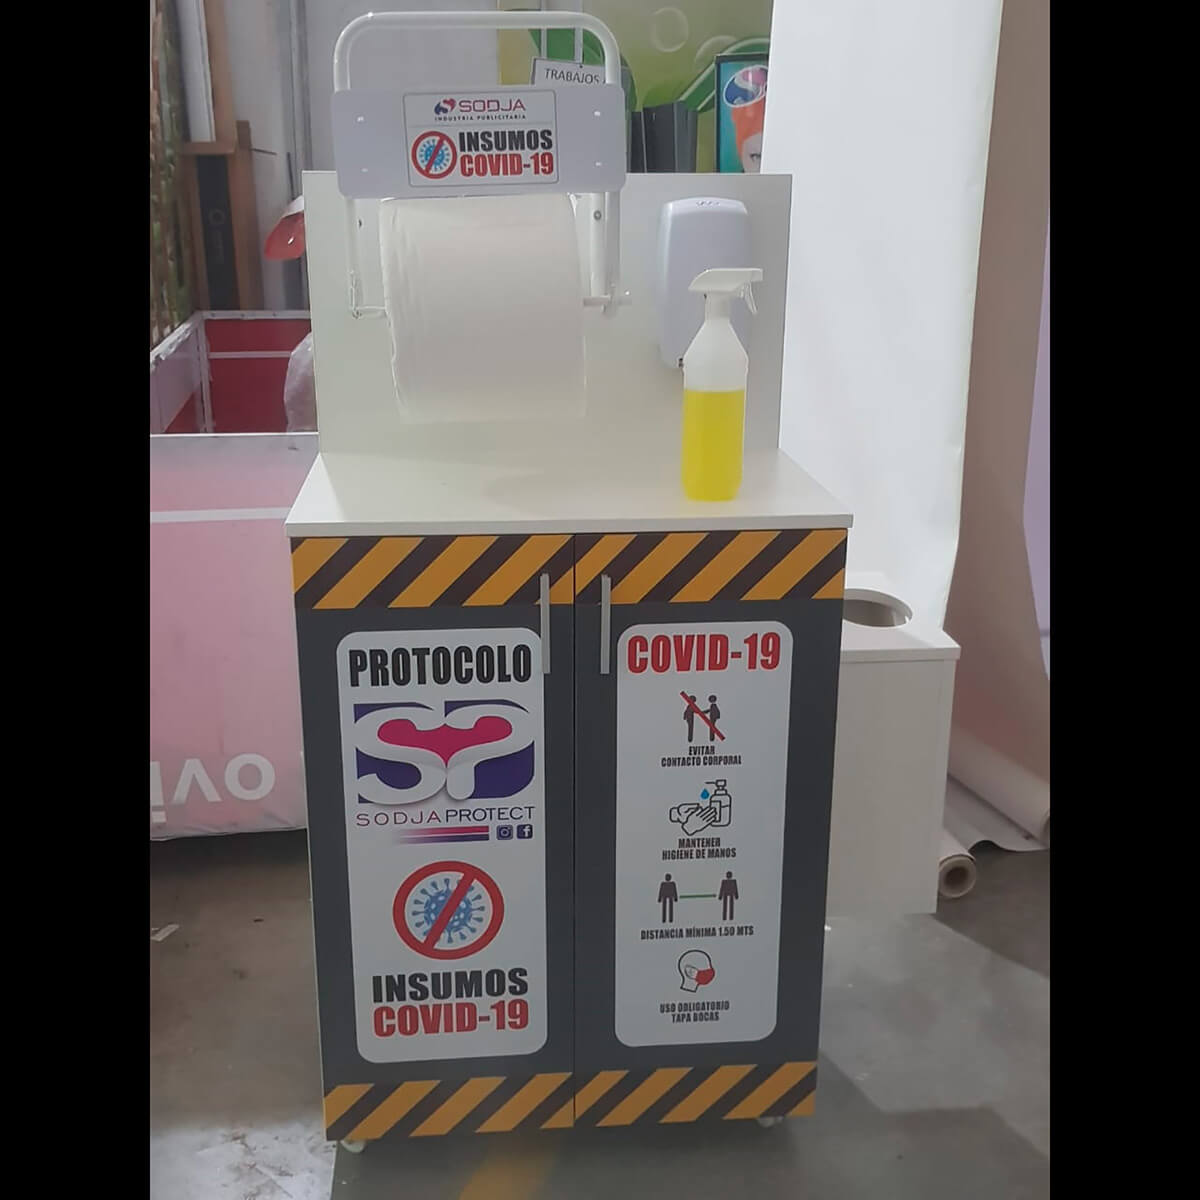 TRABAJOS
SODJA
INDUSTRIA PUBLICITARIA
INSUMOS
COVID-19
PROTOCOLO
SP
SODJA PROTECT
INSUMOS
COVID-19
COVID-19
EVITAR
CONTACTO CORPORAL
MANTENER
HIGIENE DE MANOS
DISTANCIA MÍNIMA 1.50 MTS
USO OBLIGATORIO
TAPA BOCAS